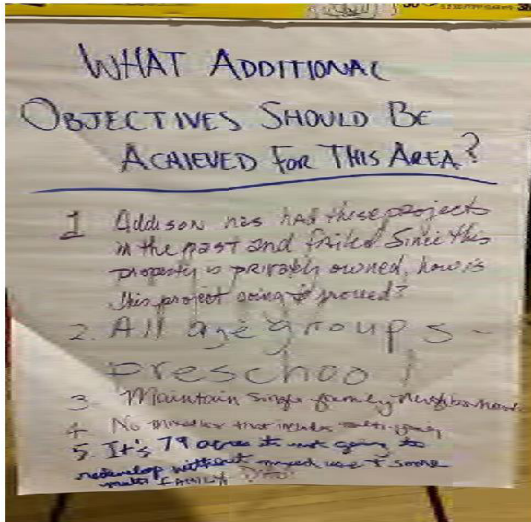 WHAT ADDITIONAL
OBJECTIVES SHOULD BE
ACHIEVED FOR THIS AREA?
1 Addison has had these projects
in the past and failed Since this
property is privately owned, how is
this project going to proceed?
2. All age groups -
preschool
3 Maintain single family neighborhood
4 No that includes
5. It's 79 acres it not going to
redevelop without mixed use & some
multi FAMILY